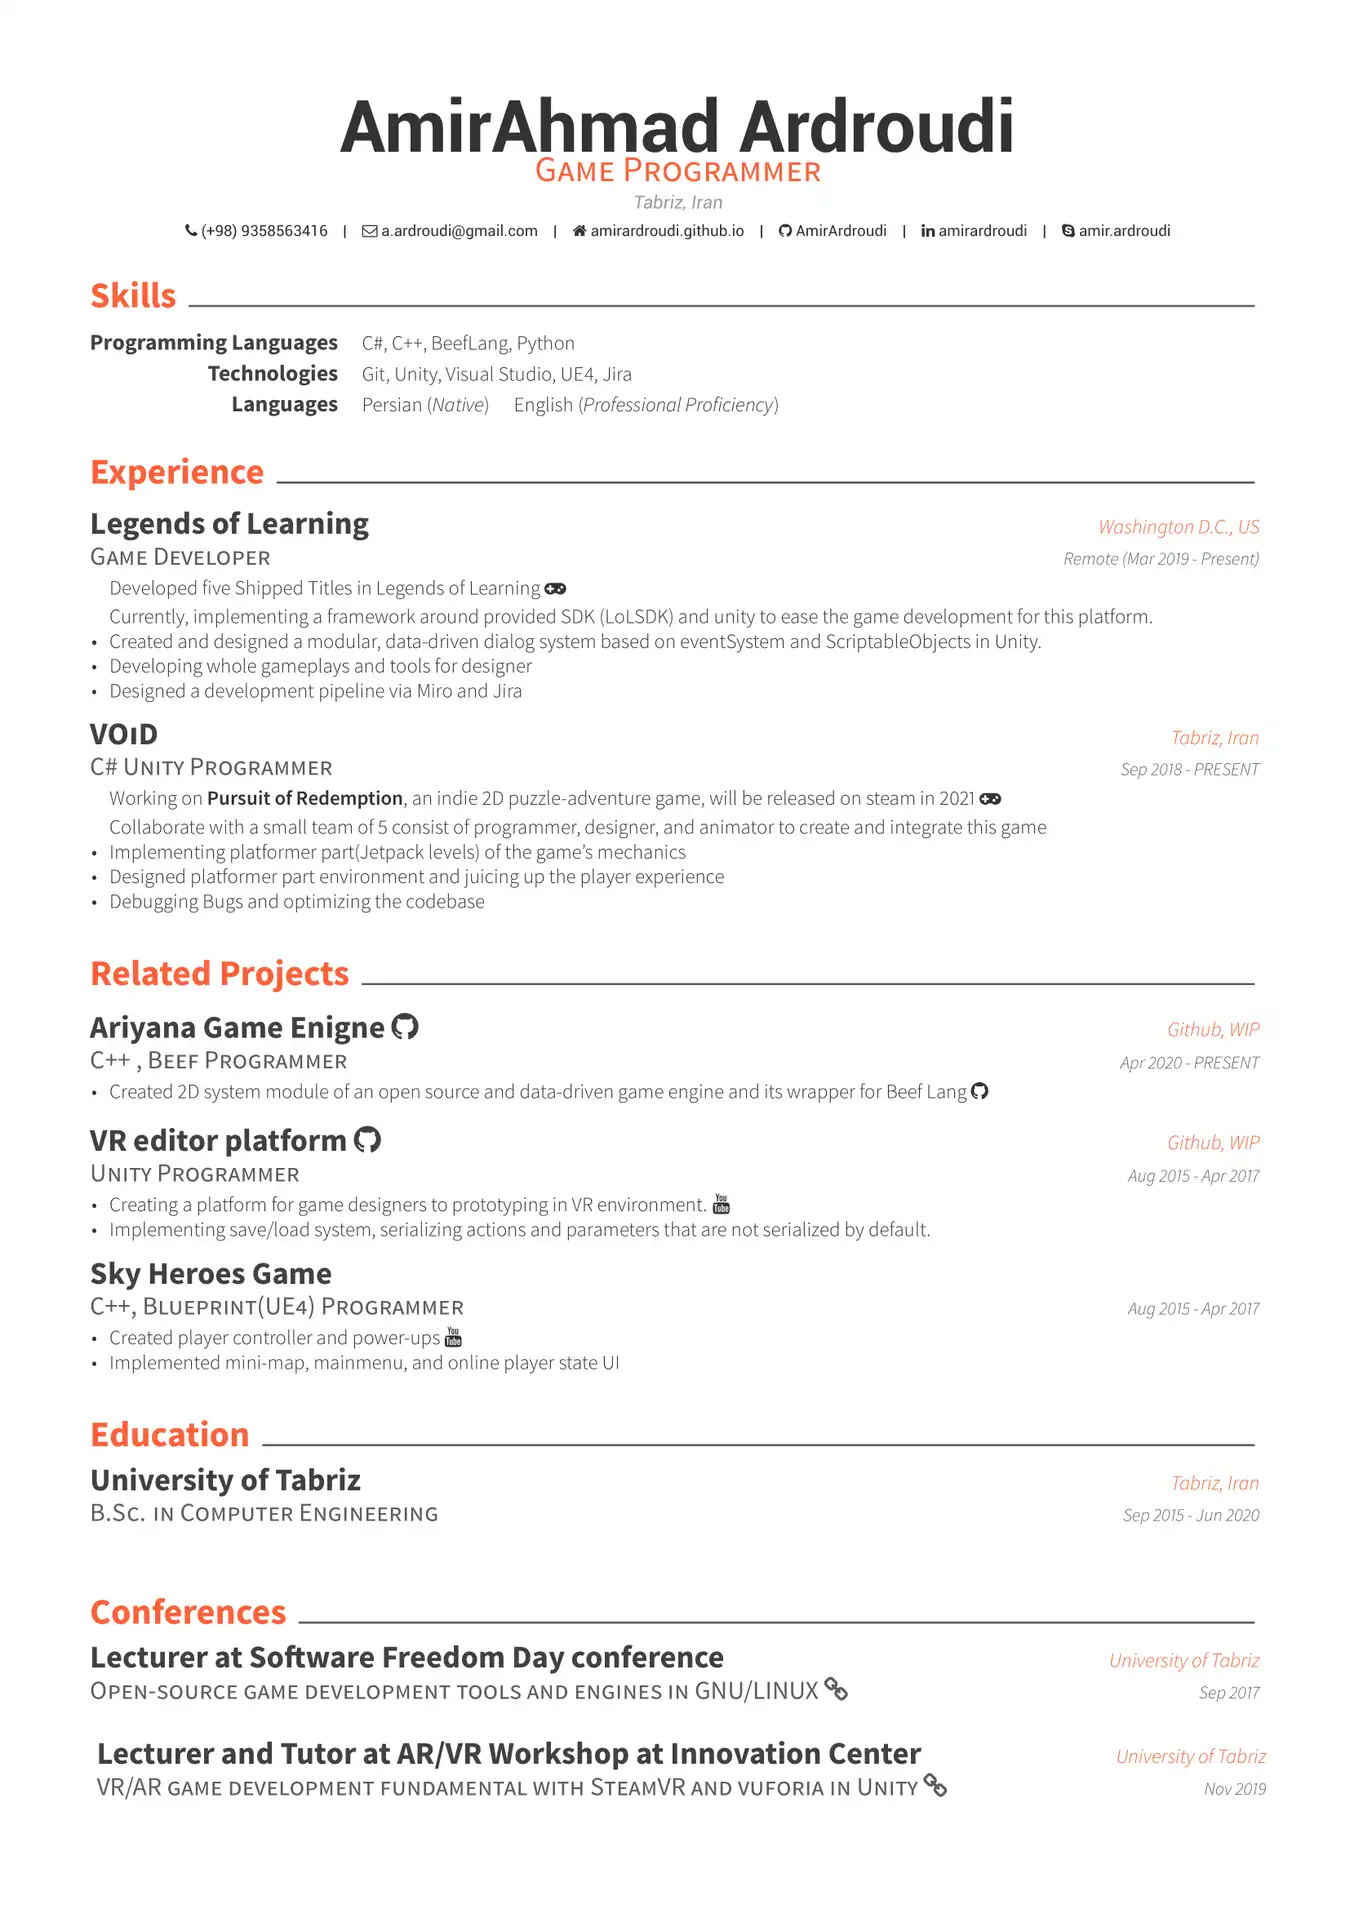 AmirAhmad Ardroudi
Game Programmer
Tabriz, Iran
(+98) 9358563416 | a.ardroudi@gmail.com | amirardroudi.github.io | AmirArdroudi | amirardroudi | amir.ardroudi
Skills
Programming Languages C#, C++, BeefLang, Python
Technologies Git, Unity, Visual Studio, UE4, Jira
Languages Persian (Native) English (Professional Proficiency)
Experience
Legends of Learning Washington D.C., US
Game Developer Remote (Mar 2019 - Present)
Developed five Shipped Titles in Legends of Learning
Currently, implementing a framework around provided SDK (LoLSDK) and unity to ease the game development for this platform.
• Created and designed a modular, data-driven dialog system based on eventSystem and ScriptableObjects in Unity.
• Developing whole gameplays and tools for designer
• Designed a development pipeline via Miro and Jira
VOıD Tabriz, Iran
C# Unity Programmer Sep 2018 - PRESENT
Working on Pursuit of Redemption, an indie 2D puzzle-adventure game, will be released on steam in 2021
Collaborate with a small team of 5 consist of programmer, designer, and animator to create and integrate this game
• Implementing platformer part(Jetpack levels) of the game's mechanics
• Designed platformer part environment and juicing up the player experience
• Debugging Bugs and optimizing the codebase
Related Projects
Ariyana Game Enigne Github, WIP
C++ , Beef Programmer Apr 2020 - PRESENT
• Created 2D system module of an open source and data-driven game engine and its wrapper for Beef Lang
VR editor platform Github, WIP
Unity Programmer Aug 2015 - Apr 2017
• Creating a platform for game designers to prototyping in VR environment. You Tube
• Implementing save/load system, serializing actions and parameters that are not serialized by default.
Sky Heroes Game
C++, Blueprint(UE4) Programmer Aug 2015 - Apr 2017
• Created player controller and power-ups You Tube
• Implemented mini-map, mainmenu, and online player state UI
Education
University of Tabriz Tabriz, Iran
B.Sc. in Computer Engineering Sep 2015 - Jun 2020
Conferences
Lecturer at Software Freedom Day conference University of Tabriz
Open-source game development tools and engines in GNU/LINUX Sep 2017
Lecturer and Tutor at AR/VR Workshop at Innovation Center University of Tabriz
VR/AR game development fundamental with SteamVR and vuforia in Unity Nov 2019